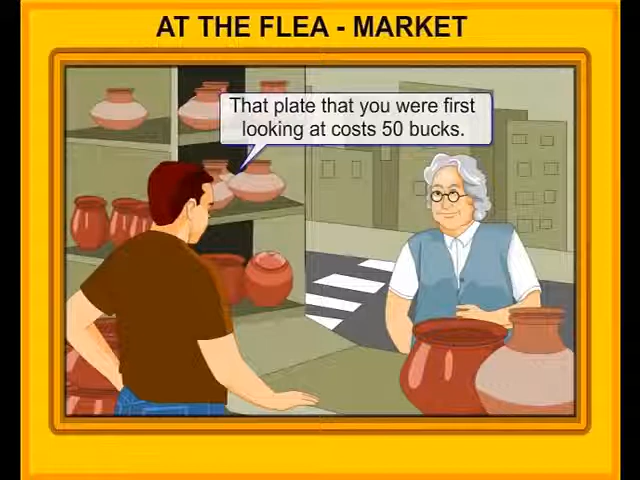 AT THE FLEA - MARKET
That plate that you were first
looking at costs 50 bucks.